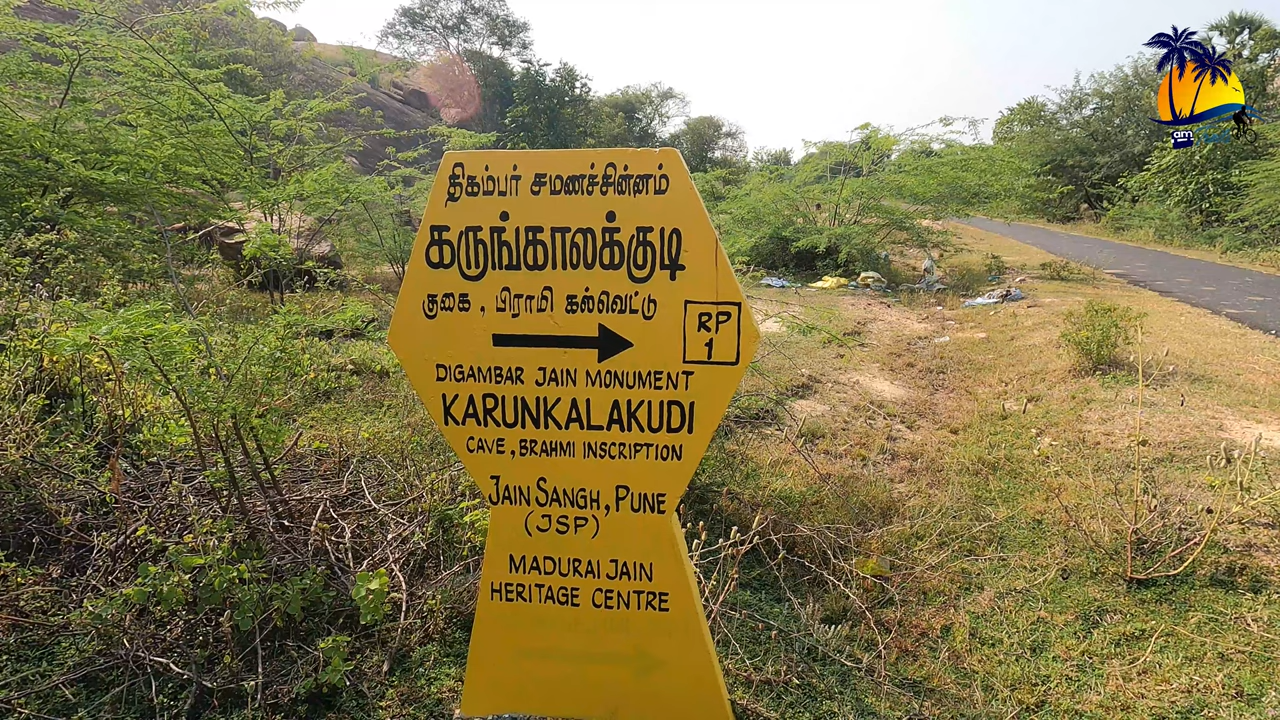 திகம்பர் சமணச்சின்னம்
கருங்காலக்குடி
குகை, பிராமி கல்வெட்டு
RP
1
DIGAMBAR JAIN MONUMENT
KARUNKALAKUDI
CAVE, BRAHMI INSCRIPTION
JAIN SANGH, PUNE
(JSP)
MADURAI JAIN
HERITAGE CENTRE
am